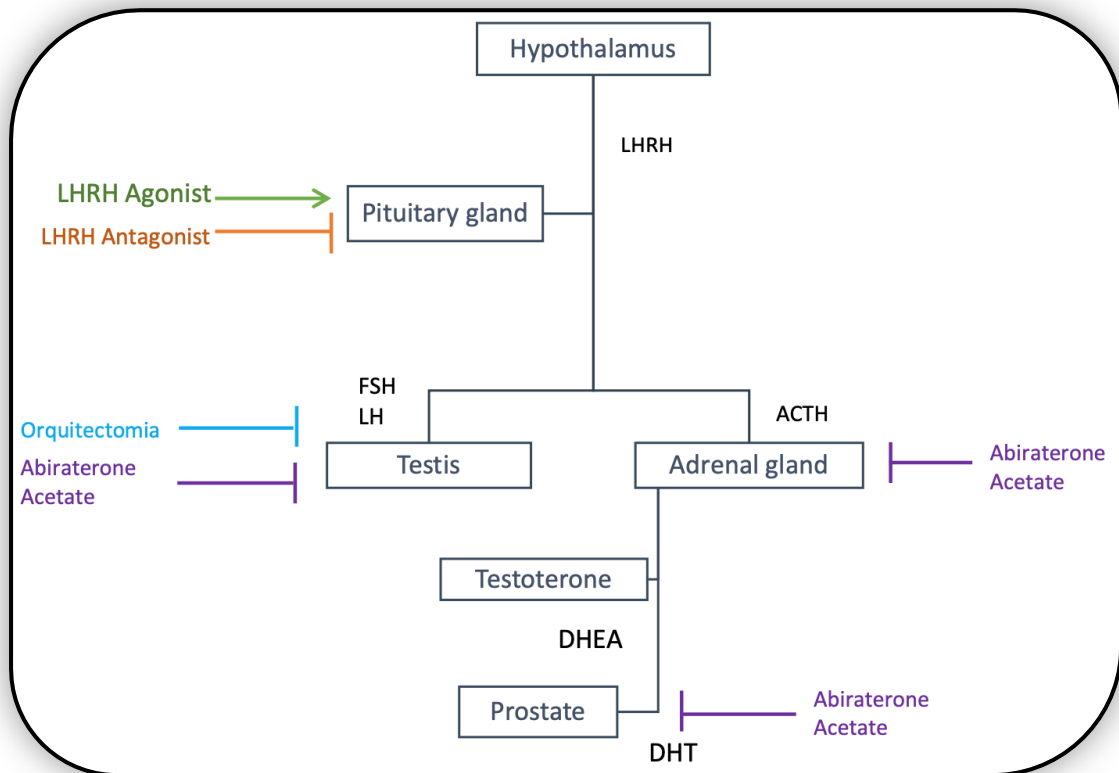 Hypothalamus
LHRH
LHRH Agonist
Pituitary gland
LHRH Antagonist
FSH
LH
ACTH
Orquitectomia
Abiraterone
Acetate
Testis
Adrenal gland
Abiraterone
Acetate
Testoterone
DHEA
Prostate
Abiraterone
Acetate
DHT